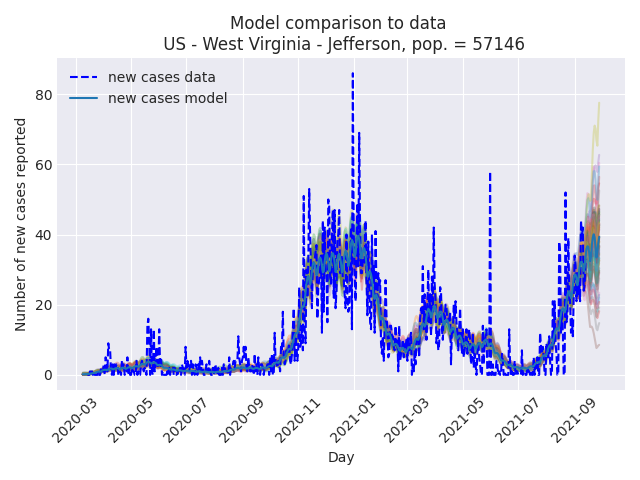 Model comparison to data
US - West Virginia - Jefferson, pop. = 57146
new cases data
new cases model
Number of new cases reported
80
60
40
20
0
2020-03
2020-05
2020-07
2020-09
2020-11
2021-01
2021-03
2021-05
2021-07
2021-09
Day